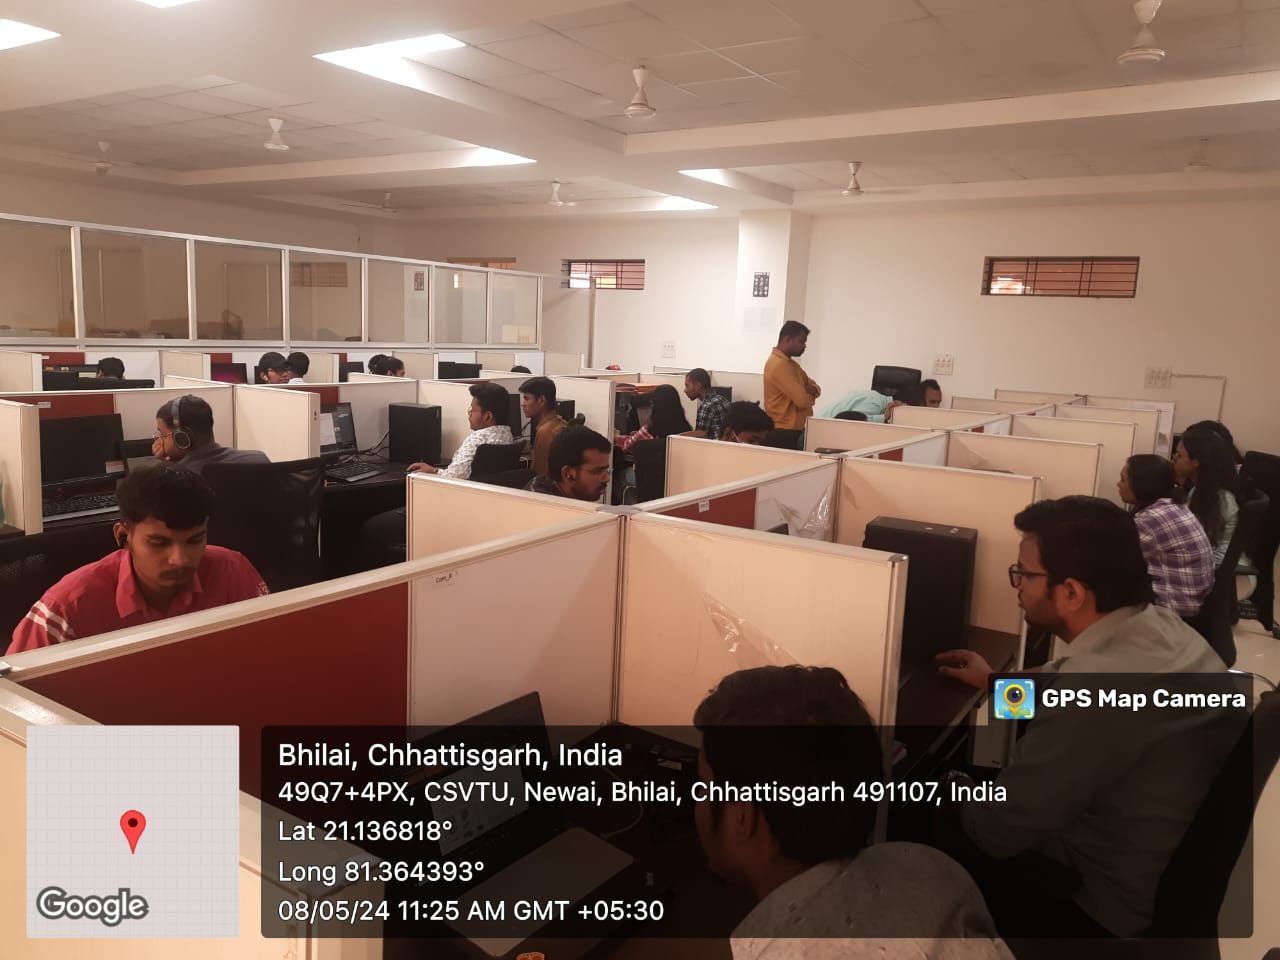 GPS Map Camera
Bhilai, Chhattisgarh, India
49Q7+4PX, CSVTU, Newai, Bhilai, Chhattisgarh 491107, India
Lat 21.136818°
Long 81.364393°
08/05/24 11:25 AM GMT +05:30
Google